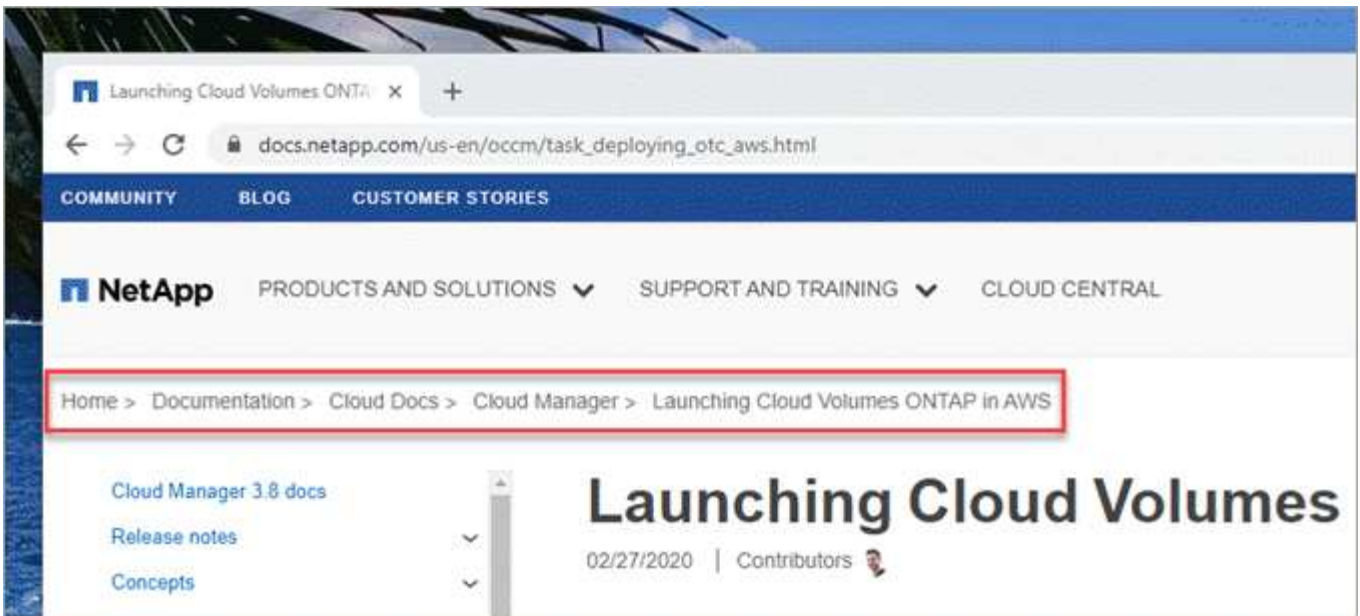 Launching Cloud Volumes ONTA
docs.netapp.com/us-en/occm/task_deploying_otc_aws.html
COMMUNITY BLOG CUSTOMER STORIES
NetApp PRODUCTS AND SOLUTIONS SUPPORT AND TRAINING CLOUD CENTRAL
Home > Documentation > Cloud Docs > Cloud Manager > Launching Cloud Volumes ONTAP in AWS
Cloud Manager 3.8 docs
Release notes
Concepts
Launching Cloud Volumes
02/27/2020 | Contributors